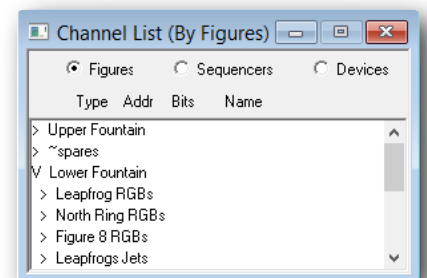 Channel List (By Figures)
Figures Sequencers Devices
Type Addr Bits Name
> Upper Fountain
> ~spares
V Lower Fountain
> Leapfrog RGBs
> North Ring RGBs
> Figure 8 RGBs
> Leapfrogs Jets